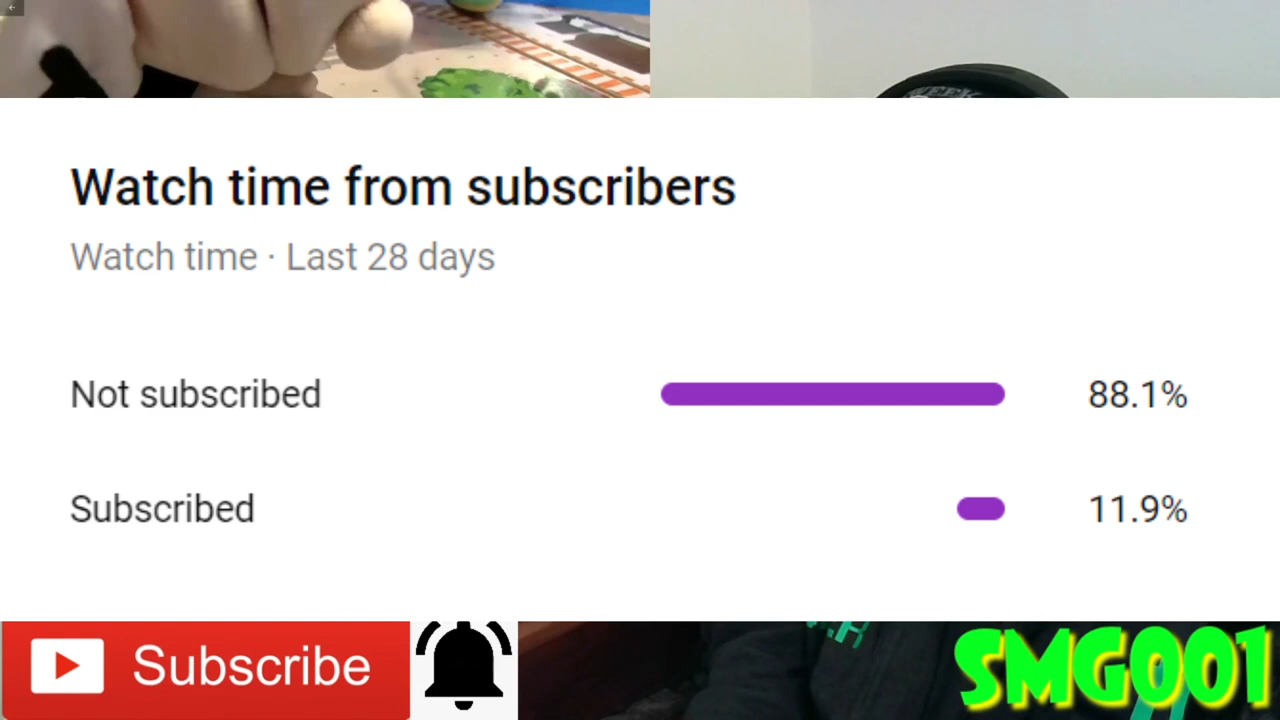 Watch time from subscribers
Watch time · Last 28 days
Not subscribed 88.1%
Subscribed 11.9%
Subscribe
SMG001